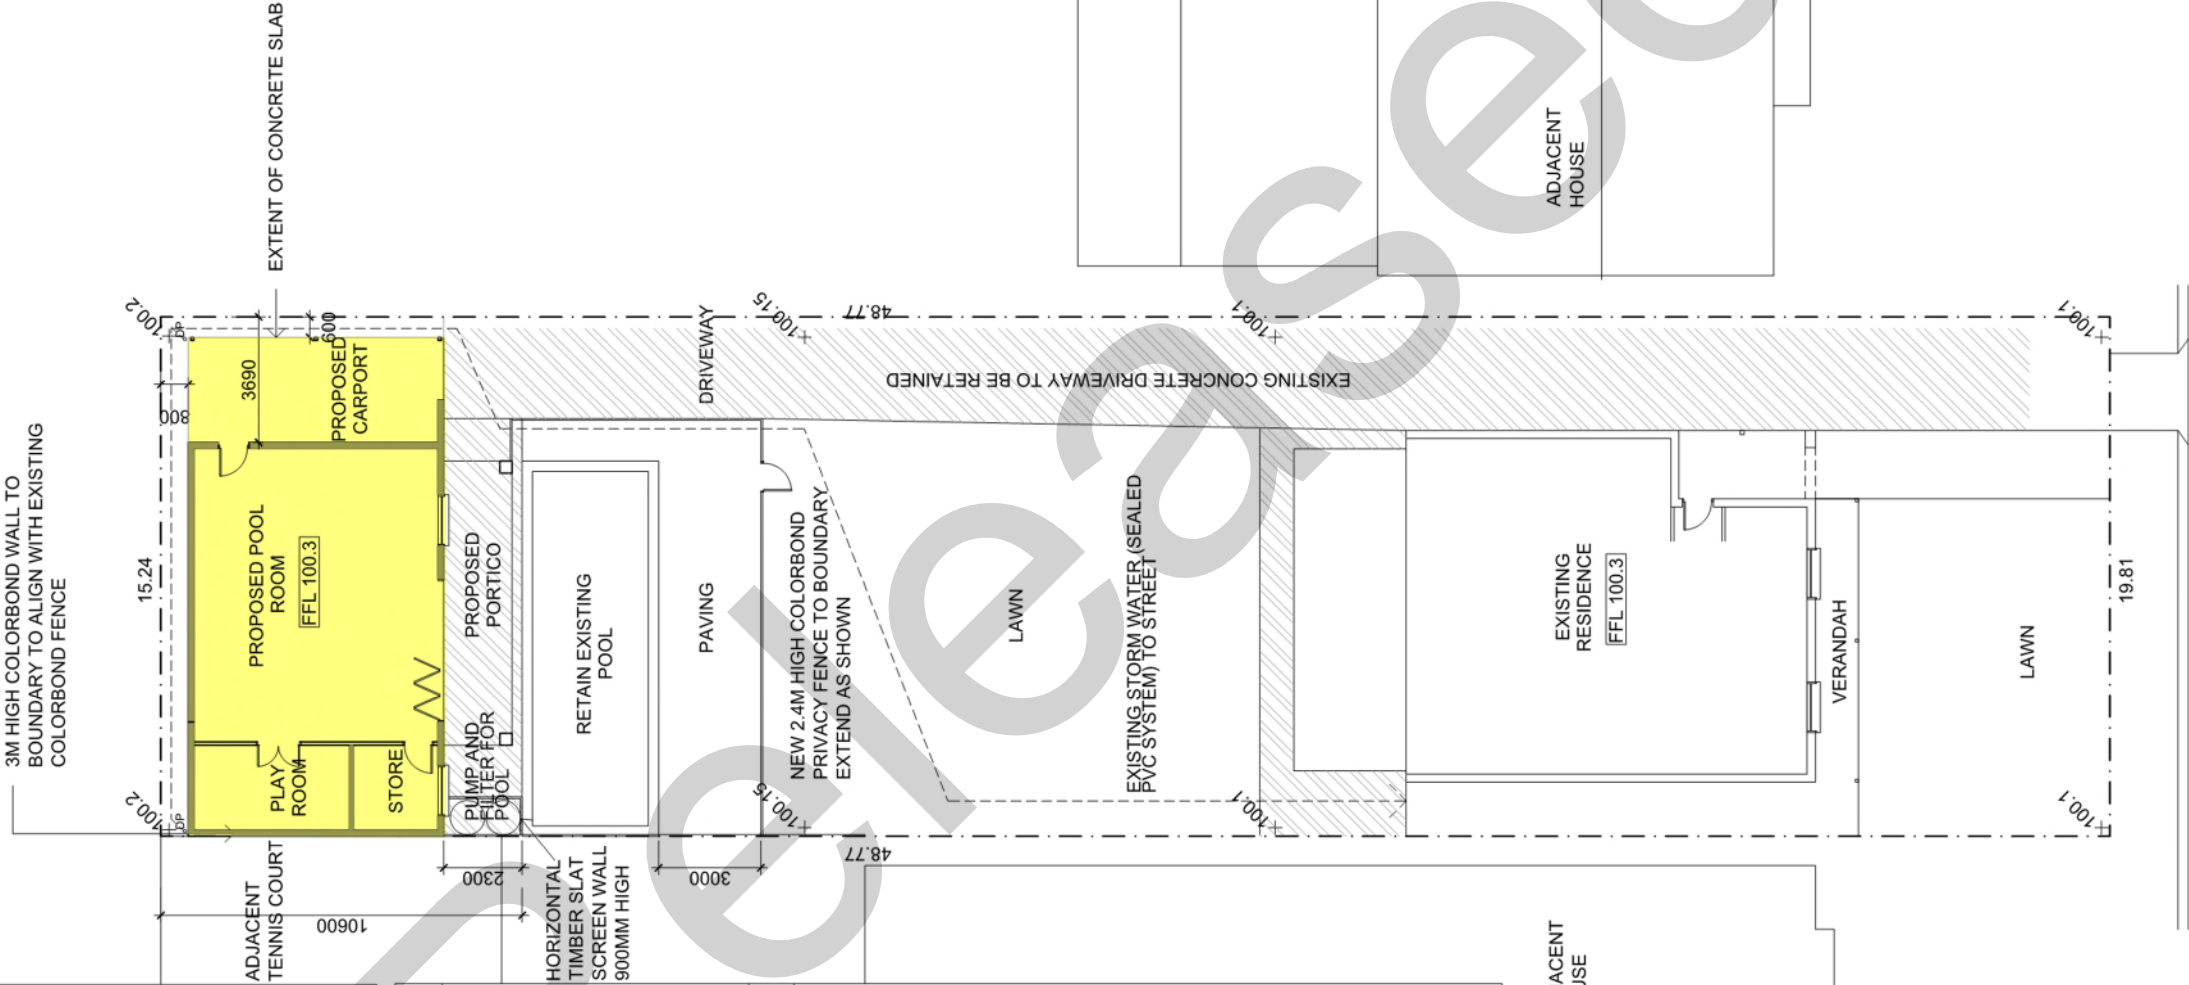 3M HIGH COLORBOND WALL TO
BOUNDARY TO ALIGN WITH EXISTING
COLORBOND FENCE
EXTENT OF CONCRETE SLAB
100.2
DP
15.24
100.2
DP
800
3690
600
PROPOSED
CARPORT
PROPOSED POOL
ROOM
FFL 100.3
PLAY
ROOM
STORE
ADJACENT
TENNIS COURT
10600
2300
3000
PROPOSED
PORTICO
PUMP AND
FILTER FOR
POOL
HORIZONTAL
TIMBER SLAT
SCREEN WALL
900MM HIGH
RETAIN EXISTING
POOL
PAVING
DRIVEWAY
100.15
48.77
EXISTING CONCRETE DRIVEWAY TO BE RETAINED
NEW 2.4M HIGH COLORBOND
PRIVACY FENCE TO BOUNDARY
EXTEND AS SHOWN
100.15
48.77
LAWN
EXISTING STORM WATER (SEALED
PVC SYSTEM) TO STREET
100.1
100.1
ADJACENT
HOUSE
EXISTING
RESIDENCE
FFL 100.3
VERANDAH
LAWN
19.81
100.1
100.1
ACENT
USE
elease